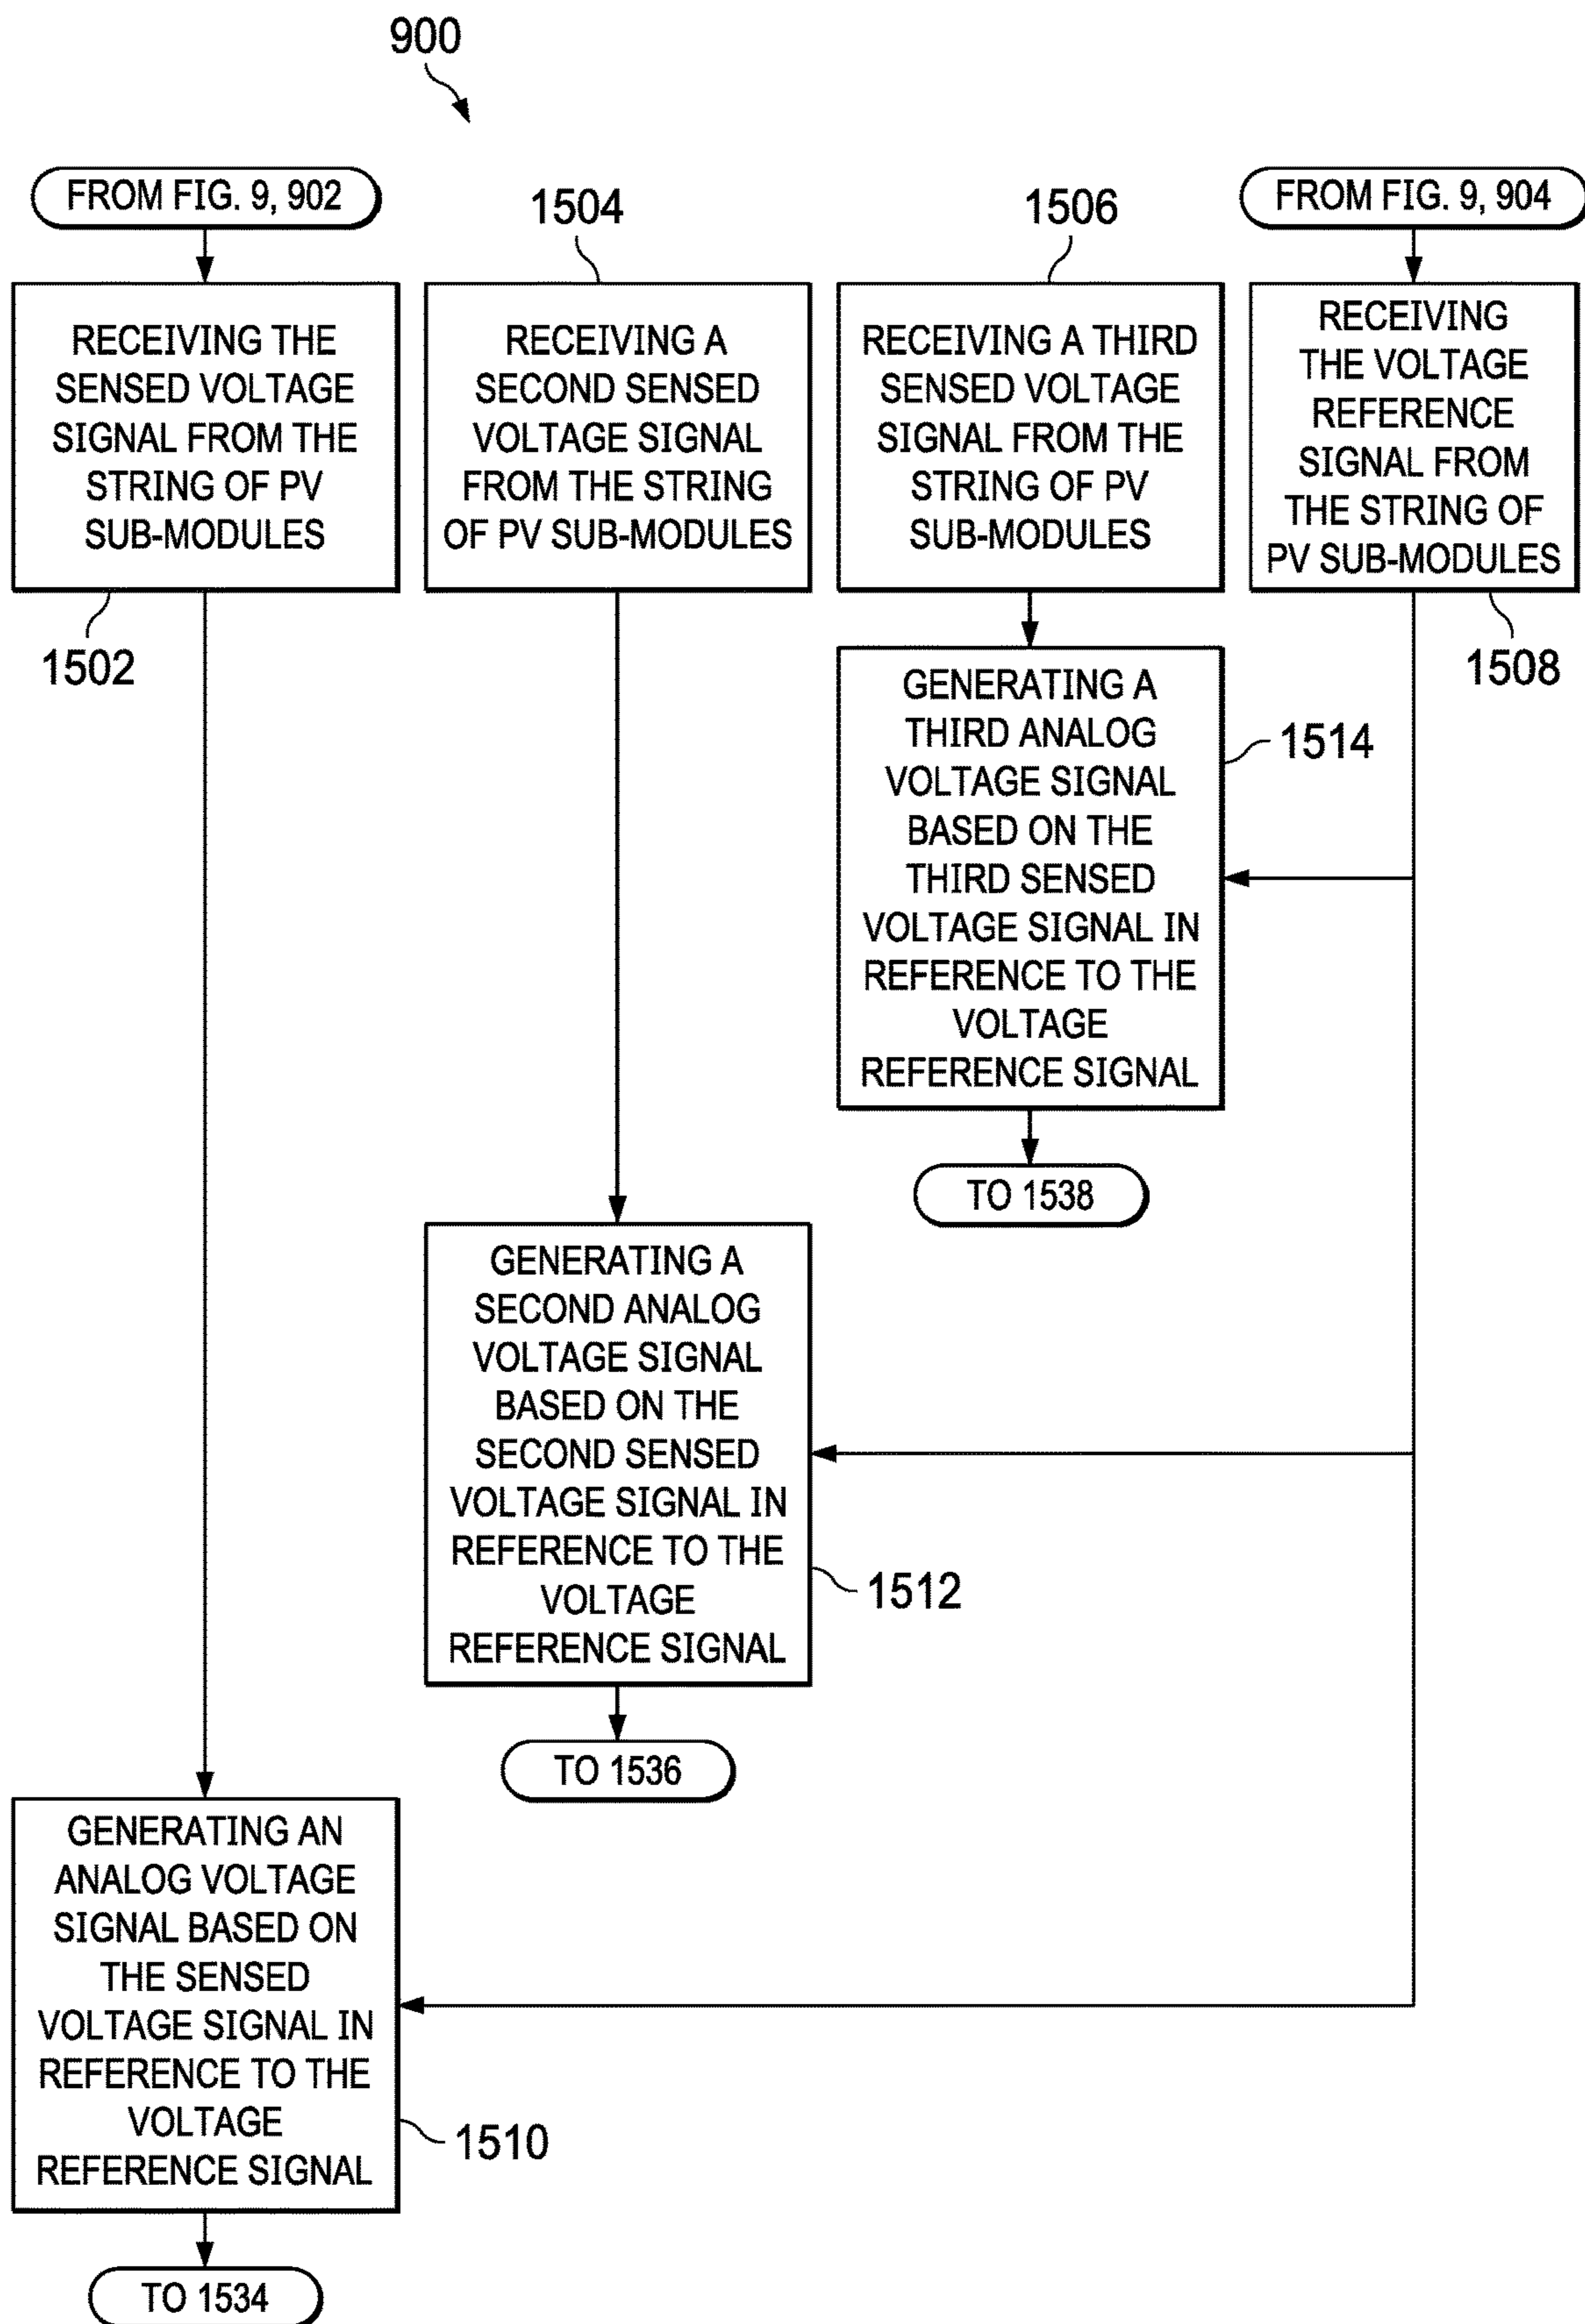 900
FROM FIG. 9, 902
1504
1506
FROM FIG. 9, 904
RECEIVING THE
SENSED VOLTAGE
SIGNAL FROM THE
STRING OF PV
SUB-MODULES
1502
RECEIVING A
SECOND SENSED
VOLTAGE SIGNAL
FROM THE STRING
OF PV SUB-MODULES
RECEIVING A THIRD
SENSED VOLTAGE
SIGNAL FROM THE
STRING OF PV
SUB-MODULES
RECEIVING
THE VOLTAGE
REFERENCE
SIGNAL FROM
THE STRING OF
PV SUB-MODULES
1508
GENERATING A
THIRD ANALOG
VOLTAGE SIGNAL
BASED ON THE
THIRD SENSED
VOLTAGE SIGNAL IN
REFERENCE TO THE
VOLTAGE
REFERENCE SIGNAL
1514
TO 1538
GENERATING A
SECOND ANALOG
VOLTAGE SIGNAL
BASED ON THE
SECOND SENSED
VOLTAGE SIGNAL IN
REFERENCE TO THE
VOLTAGE
REFERENCE SIGNAL
1512
TO 1536
GENERATING AN
ANALOG VOLTAGE
SIGNAL BASED ON
THE SENSED
VOLTAGE SIGNAL IN
REFERENCE TO THE
VOLTAGE
REFERENCE SIGNAL
1510
TO 1534